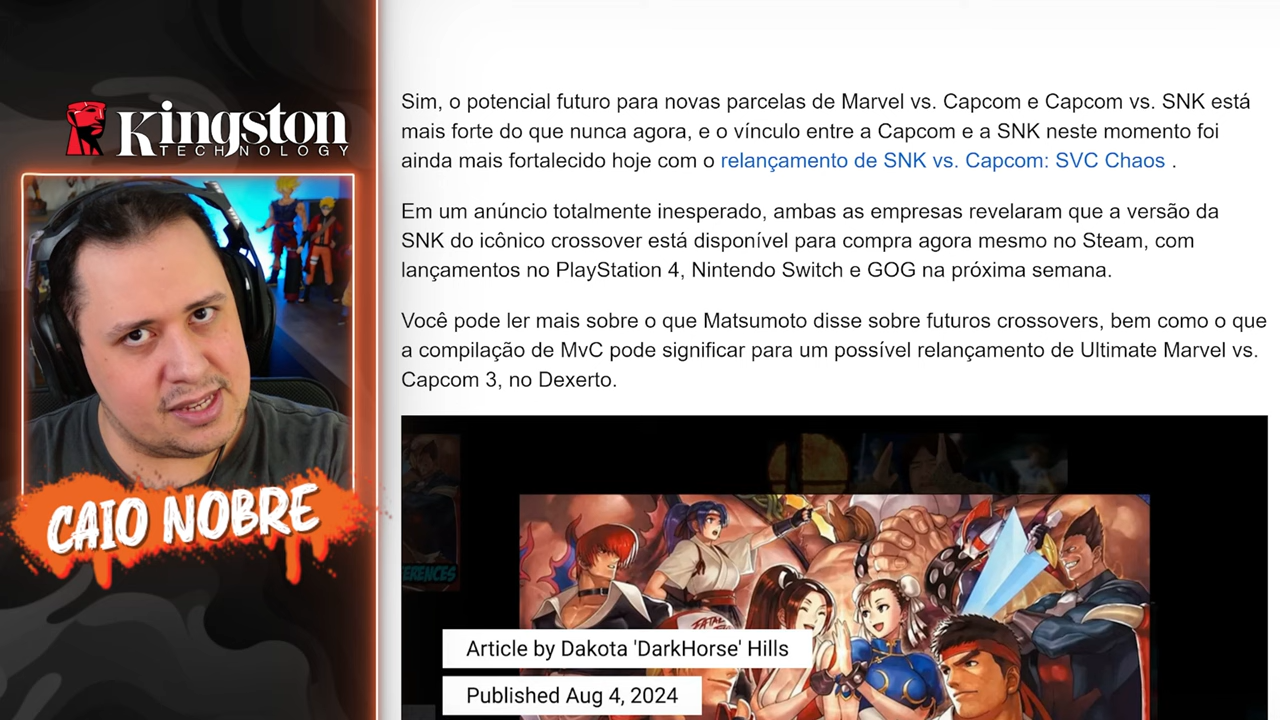 Kingston
TECHNOLOGY
CAIO NOBRE
Sim, o potencial futuro para novas parcelas de Marvel vs. Capcom e Capcom vs. SNK está
mais forte do que nunca agora, e o vínculo entre a Capcom e a SNK neste momento foi
ainda mais fortalecido hoje com o relançamento de SNK vs. Capcom: SVC Chaos .
Em um anúncio totalmente inesperado, ambas as empresas revelaram que a versão da
SNK do icônico crossover está disponível para compra agora mesmo no Steam, com
lançamentos no PlayStation 4, Nintendo Switch e GOG na próxima semana.
Você pode ler mais sobre o que Matsumoto disse sobre futuros crossovers, bem como o que
a compilação de MvC pode significar para um possível relançamento de Ultimate Marvel vs.
Capcom 3, no Dexerto.
FATAL
Article by Dakota 'DarkHorse' Hills
Published Aug 4, 2024